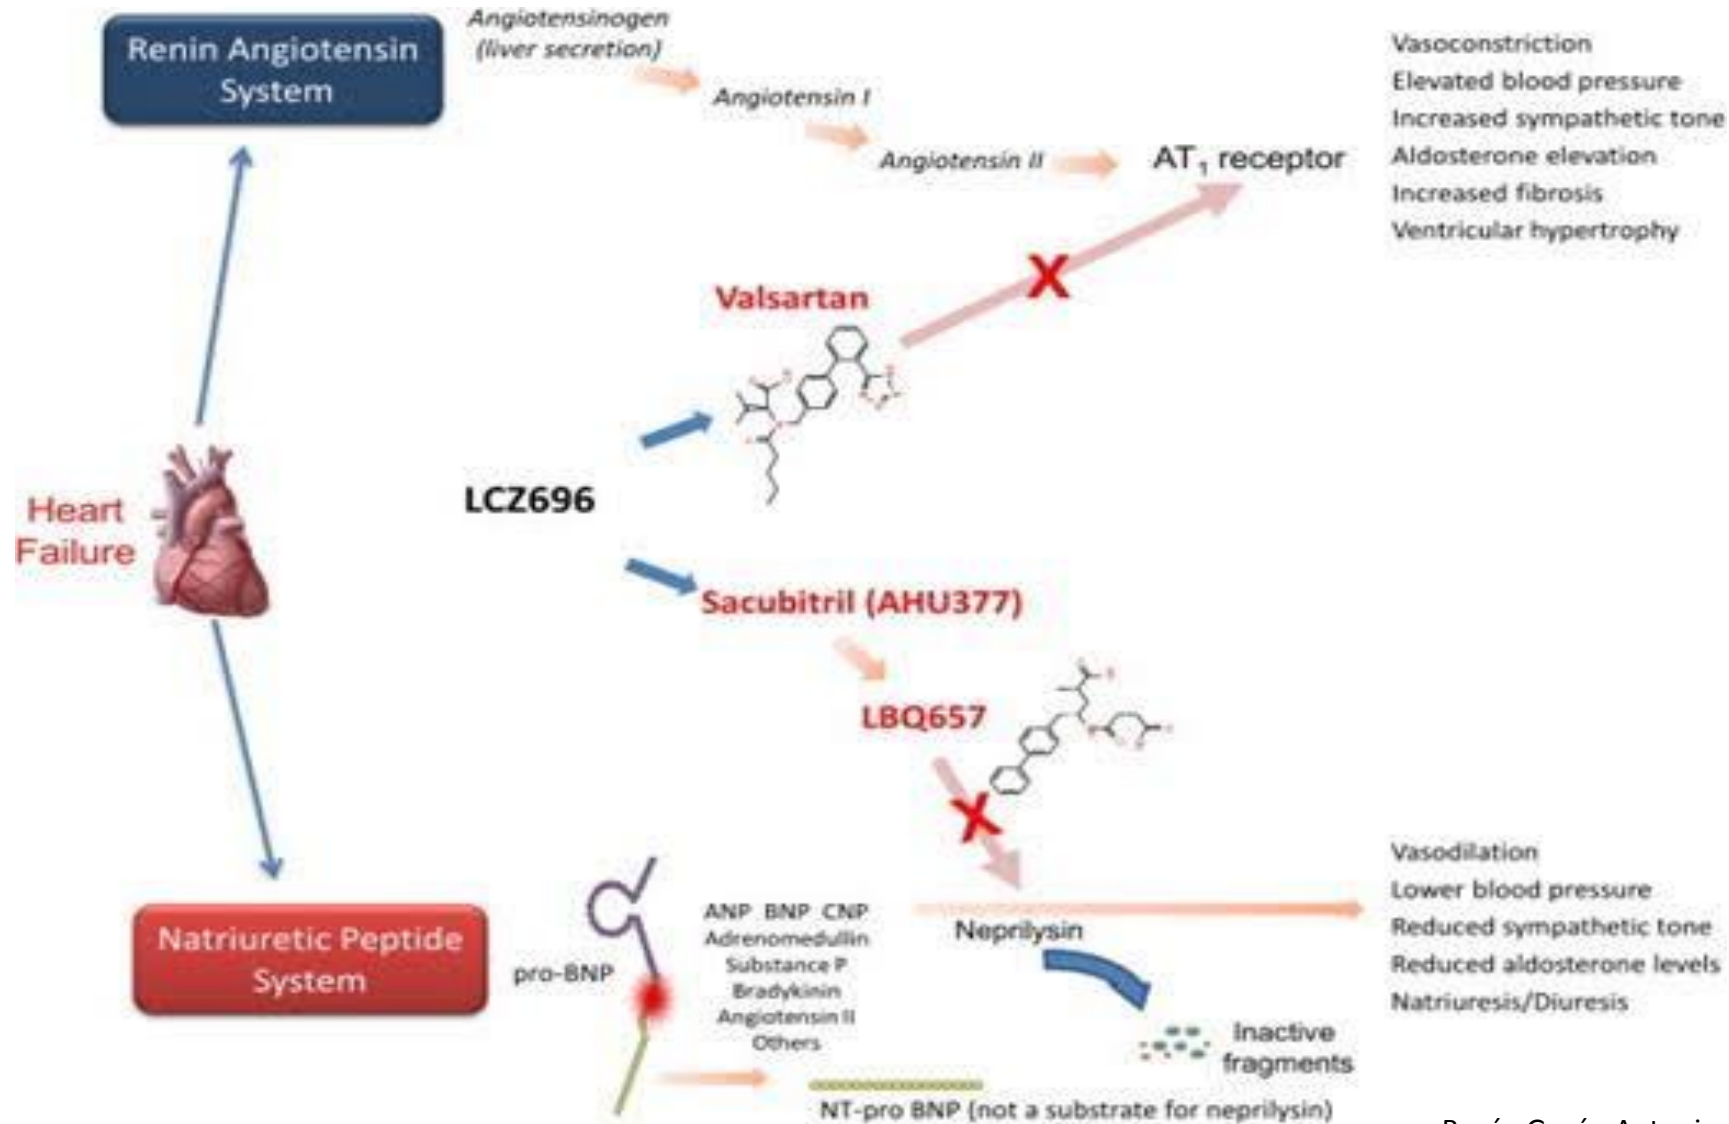 Renin Angiotensin
System
Angiotensinogen
(liver secretion)
Angiotensin I
Angiotensin II
AT₁ receptor
Vasoconstriction
Elevated blood pressure
Increased sympathetic tone
Aldosterone elevation
Increased fibrosis
Ventricular hypertrophy
Valsartan
X
LCZ696
Heart
Failure
Sacubitril (AHU377)
LBQ657
X
Natriuretic Peptide
System
pro-BNP
ANP BNP CNP
Adrenomedullin
Substance P
Bradykinin
Angiotensin II
Others
Neprilysin
Inactive
fragments
NT-pro BNP (not a substrate for neprilysin)
Vasodilation
Lower blood pressure
Reduced sympathetic tone
Reduced aldosterone levels
Natriuresis/Diuresis